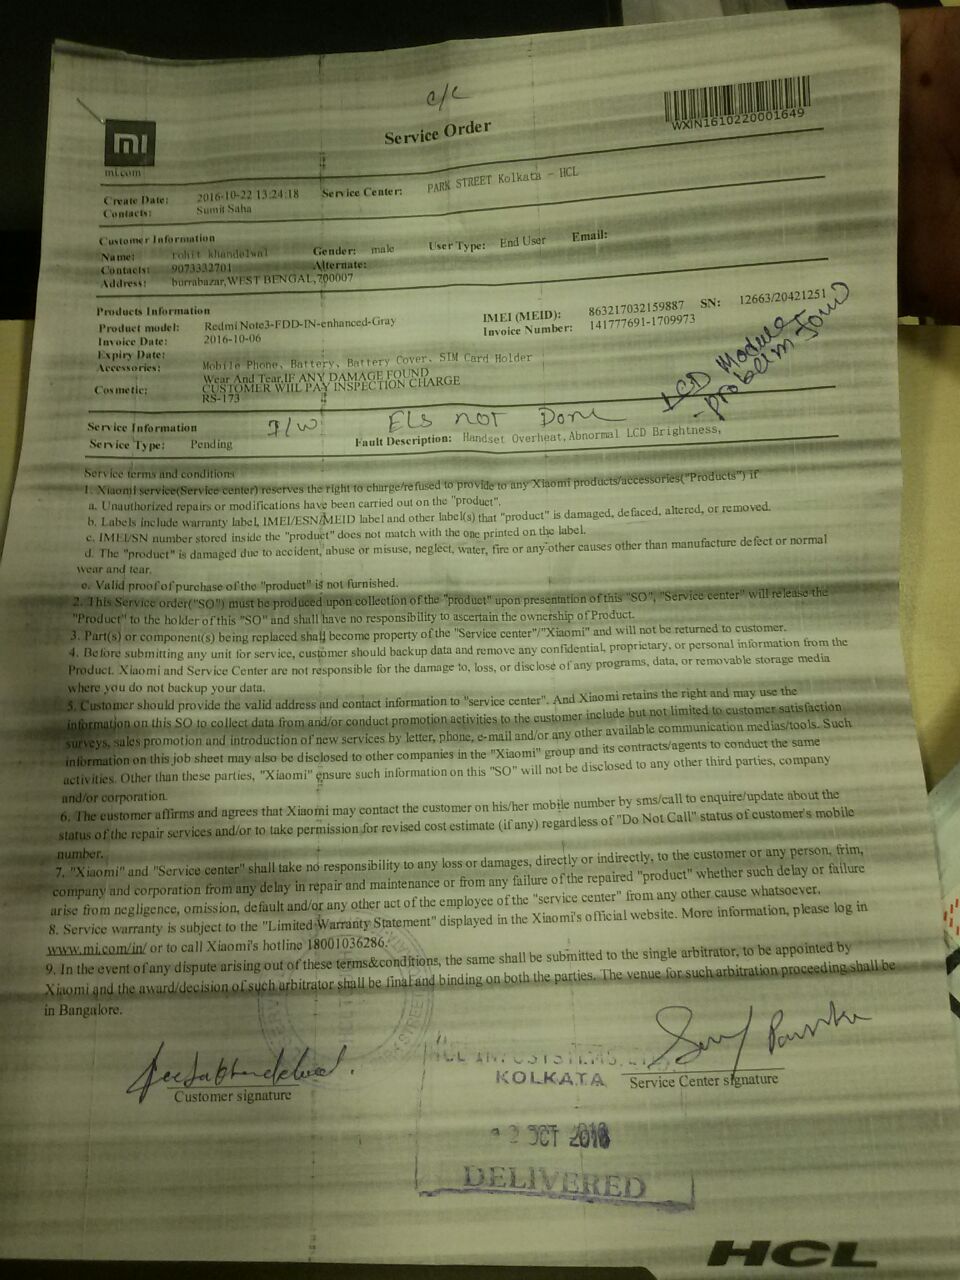 c/c
Service Order
WXIN1610220001649
mi
mi.com
Create Date: 2016-10-22 13:24:18 Service Center: PARK STREET Kolkata - HCL
Contacts: Sumit Saha
Customer Information
Name: rohit khandelwal Gender: male User Type: End User Email:
Contacts: 9073332701 Alternate:
Address: burrabazar,WEST BENGAL,700007
Products Information
Product model: Redmi Note3-FDD-IN-enhanced-Gray IMEI (MEID): 863217032159887 SN: 12663/20421251
Invoice Date: 2016-10-06 Invoice Number: 141777691-1709973
Expiry Date:
Accessories: Mobile Phone, Battery, Battery Cover, SIM Card Holder
Cosmetic: Wear And Tear,IF ANY DAMAGE FOUND
CUSTOMER WIIL PAY INSPECTION CHARGE
RS-173
LCD Module
- Problem
I/W ELS not Done
Service Information
Service Type: Pending Fault Description: Handset Overheat,Abnormal LCD Brightness,
Service terms and conditions
1. Xiaomi service(Service center) reserves the right to charge/refused to provide to any Xiaomi products/accessories("Products") if
a. Unauthorized repairs or modifications have been carried out on the "product".
b. Labels include warranty label, IMEI/ESN/MEID label and other label(s) that "product" is damaged, defaced, altered, or removed.
c. IMEI/SN number stored inside the "product" does not match with the one printed on the label.
d. The "product" is damaged due to accident, abuse or misuse, neglect, water, fire or any other causes other than manufacture defect or normal
wear and tear.
e. Valid proof of purchase of the "product" is not furnished.
2. This Service order("SO") must be produced upon collection of the "product" upon presentation of this "SO", "Service center" will release the
"Product" to the holder of this "SO" and shall have no responsibility to ascertain the ownership of Product.
3. Part(s) or component(s) being replaced shall become property of the "Service center"/"Xiaomi" and will not be returned to customer.
4. Before submitting any unit for service, customer should backup data and remove any confidential, proprietary, or personal information from the
Product. Xiaomi and Service Center are not responsible for the damage to, loss, or disclose of any programs, data, or removable storage media
where you do not backup your data.
5. Customer should provide the valid address and contact information to "service center". And Xiaomi retains the right and may use the
information on this SO to collect data from and/or conduct promotion activities to the customer include but not limited to customer satisfaction
surveys, sales promotion and introduction of new services by letter, phone, e-mail and/or any other available communication medias/tools. Such
information on this job sheet may also be disclosed to other companies in the "Xiaomi" group and its contracts/agents to conduct the same
activities. Other than these parties, "Xiaomi" ensure such information on this "SO" will not be disclosed to any other third parties, company
and/or corporation.
6. The customer affirms and agrees that Xiaomi may contact the customer on his/her mobile number by sms/call to enquire/update about the
status of the repair services and/or to take permission for revised cost estimate (if any) regardless of "Do Not Call" status of customer's mobile
number.
7. "Xiaomi" and "Service center" shall take no responsibility to any loss or damages, directly or indirectly, to the customer or any person, frim,
company and corporation from any delay in repair and maintenance or from any failure of the repaired "product" whether such delay or failure
arise from negligence, omission, default and/or any other act of the employee of the "service center" from any other cause whatsoever.
8. Service warranty is subject to the "Limited Warranty Statement" displayed in the Xiaomi's official website. More information, please log in
www.mi.com/in/ or to call Xiaomi's hotline 18001036286.
9. In the event of any dispute arising out of these terms&conditions, the same shall be submitted to the single arbitrator, to be appointed by
Xiaomi and the award/decision of such arbitrator shall be final and binding on both the parties. The venue for such arbitration proceeding shall be
in Bangalore.
HCL INFOSYSTEMS
KOLKATA
Customer signature Service Center signature
OCT 2016
DELIVERED
HCL